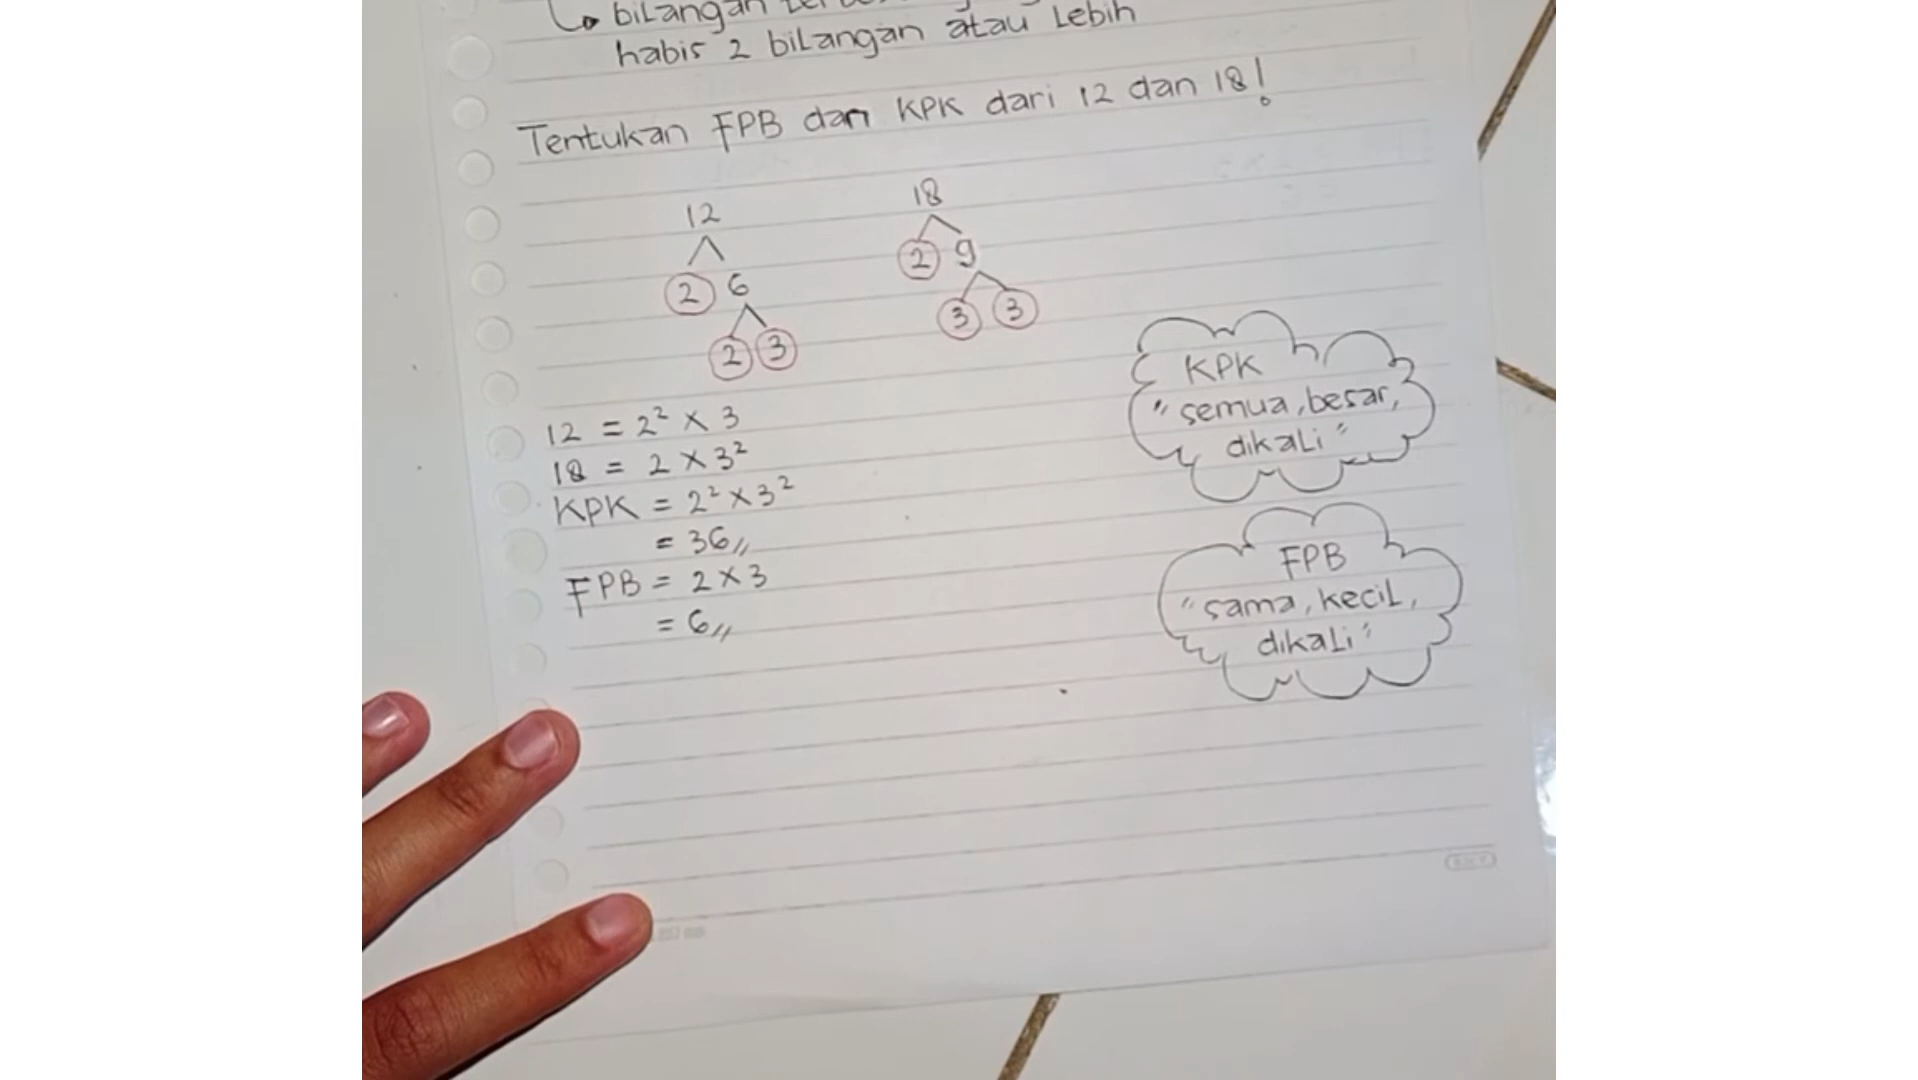 bilangan
habis 2 bilangan atau Lebih
Tentukan FPB dan KPK dari 12 dan 18!
12
18
2 6
2 9
2 3
3 3
12 = 2² × 3
18 = 2 × 3²
KPK = 2² × 3²
= 36
FPB = 2 × 3
= 6
KPK
"semua, besar,
dikali"
FPB
"sama, kecil,
dikali"